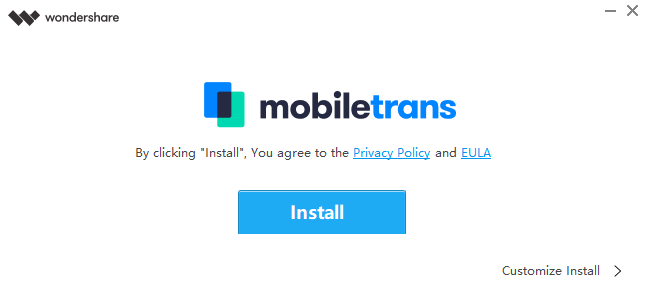 wondershare
mobiletrans
By clicking "Install", You agree to the Privacy Policy and EULA
Install
Customize Install